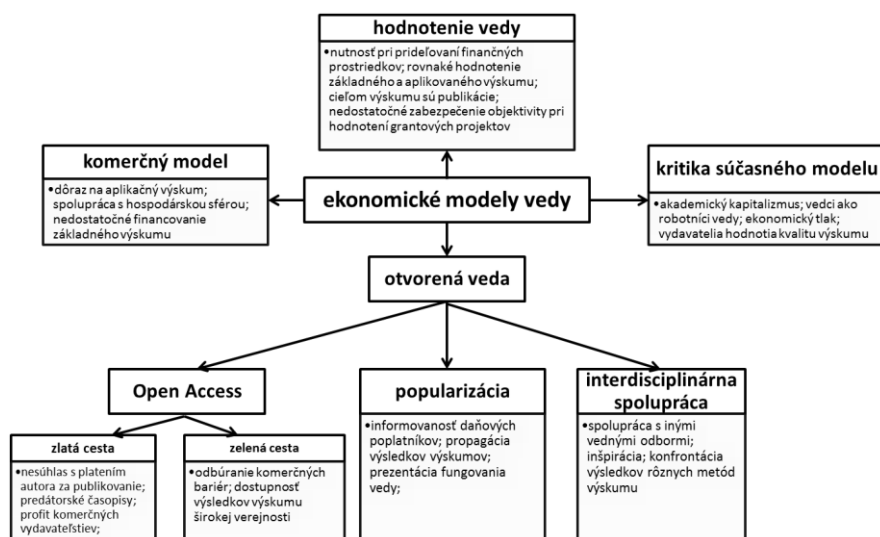 hodnotenie vedy
•nutnosť pri prideľovaní finančných
prostriedkov; rovnaké hodnotenie
základného a aplikovaného výskumu;
cieľom výskumu sú publikácie;
nedostatočné zabezpečenie objektivity pri
hodnotení grantových projektov
komerčný model
•dôraz na aplikačný výskum;
spolupráca s hospodárskou sférou;
nedostatočné financovanie
základného výskumu
ekonomické modely vedy
kritika súčasného modelu
•akademický kapitalizmus; vedci ako
robotníci vedy; ekonomický tlak;
vydavatelia hodnotia kvalitu výskumu
otvorená veda
Open Access
zlatá cesta
•nesúhlas s platením
autora za publikovanie;
predátorské časopisy;
profit komerčných
vydavateľstiev;
zelená cesta
•odbúranie komerčných
bariér; dostupnosť
výsledkov výskumu
širokej verejnosti
popularizácia
•informovanosť daňových
poplatníkov; propagácia
výsledkov výskumov;
prezentácia fungovania
vedy;
interdisciplinárna
spolupráca
•spolupráca s inými
vednými odbormi;
inšpirácia; konfrontácia
výsledkov rôznych metód
výskumu